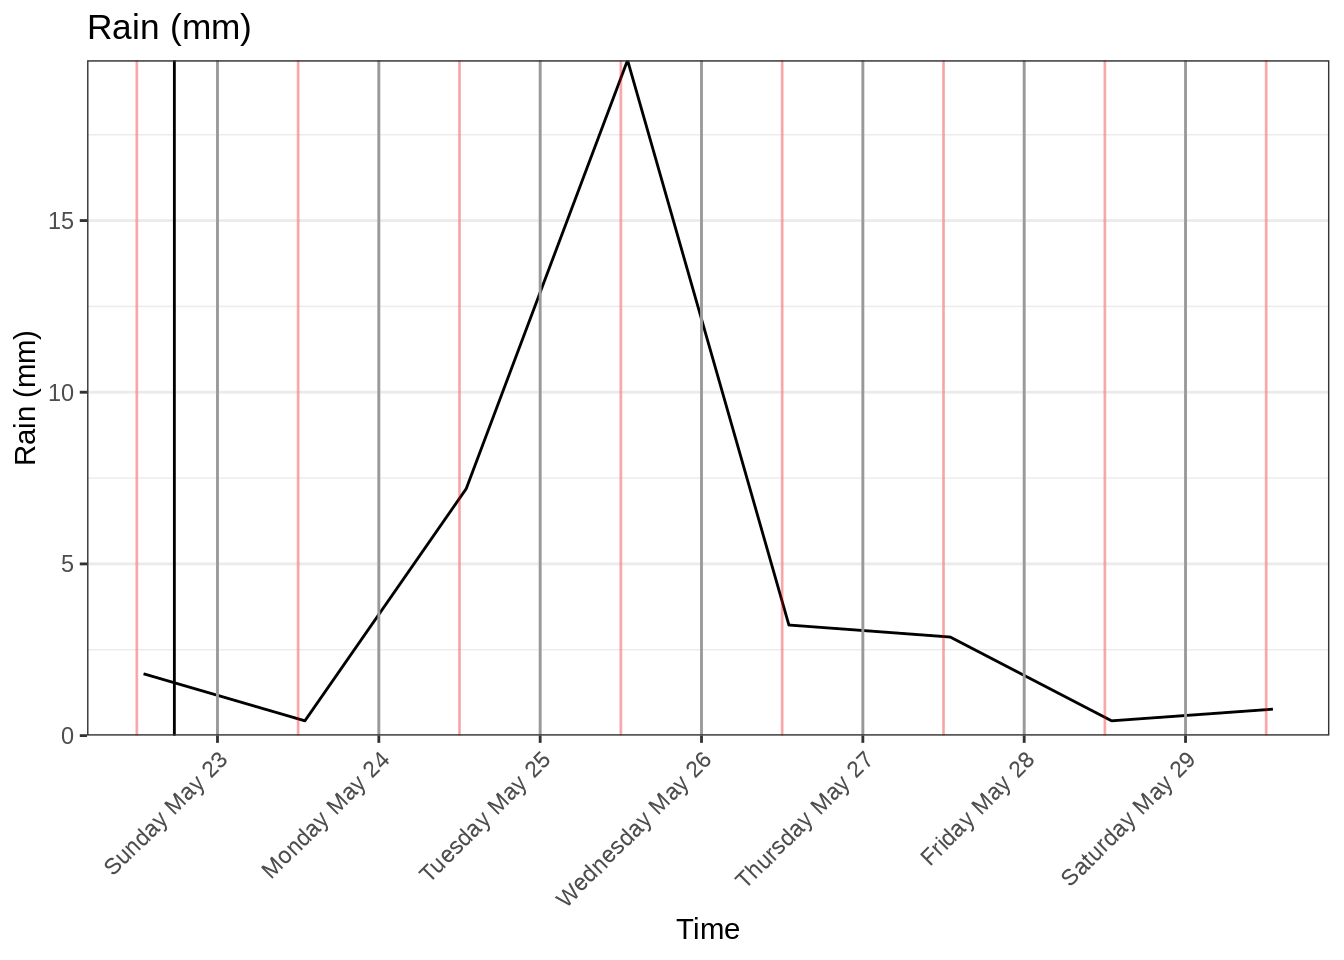 Rain (mm)
Rain (mm)
15
10
5
0
Sunday May 23
Monday May 24
Tuesday May 25
Wednesday May 26
Thursday May 27
Friday May 28
Saturday May 29
Time